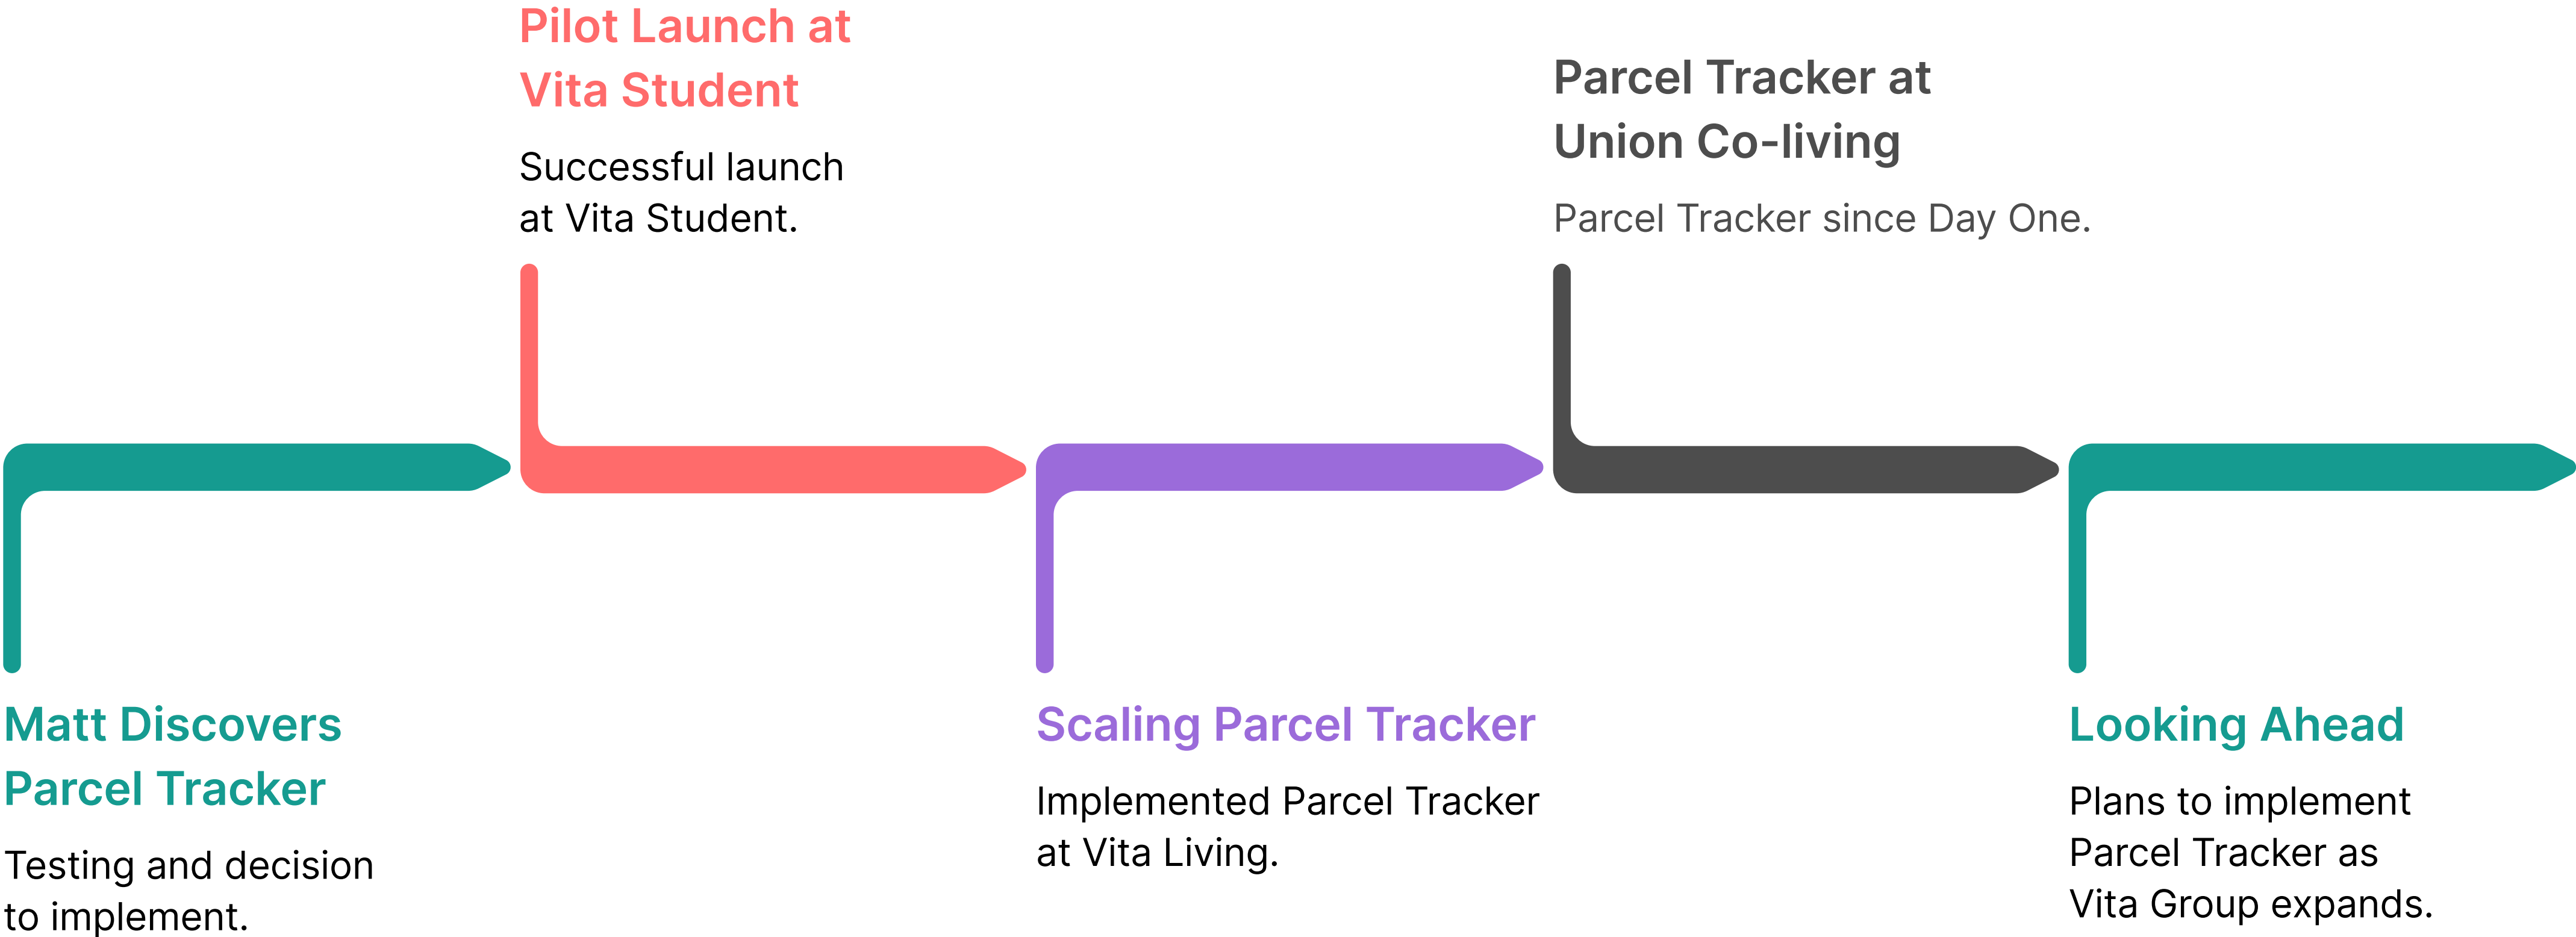 Pilot Launch at
Vita Student
Successful launch
at Vita Student.
Parcel Tracker at
Union Co-living
Parcel Tracker since Day One.
Matt Discovers
Parcel Tracker
Testing and decision
to implement.
Scaling Parcel Tracker
Implemented Parcel Tracker
at Vita Living.
Looking Ahead
Plans to implement
Parcel Tracker as
Vita Group expands.